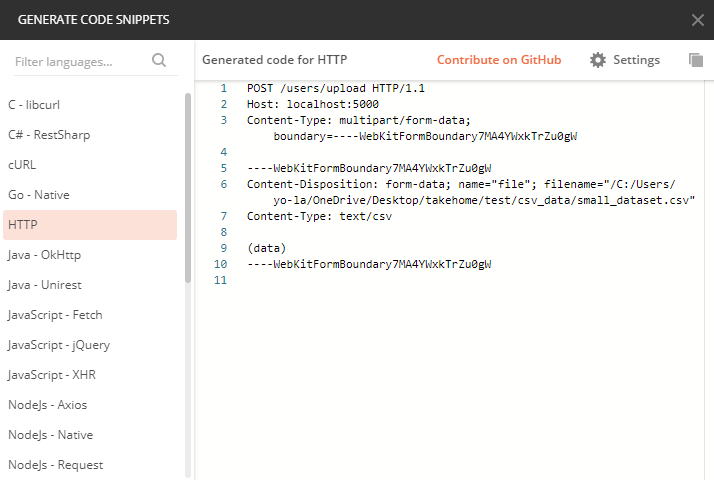 GENERATE CODE SNIPPETS
Filter languages...
C - libcurl
C# - RestSharp
cURL
Go - Native
HTTP
Java - OkHttp
Java - Unirest
JavaScript - Fetch
JavaScript - jQuery
JavaScript - XHR
NodeJs - Axios
NodeJs - Native
NodeJs - Request
Generated code for HTTP
Contribute on GitHub
Settings
1 POST /users/upload HTTP/1.1
2 Host: localhost:5000
3 Content-Type: multipart/form-data;
boundary=----WebKitFormBoundary7MA4YWxkTrZu0gW
4
5 ----WebKitFormBoundary7MA4YWxkTrZu0gW
6 Content-Disposition: form-data; name="file"; filename="/C:/Users/
yo-la/OneDrive/Desktop/takehome/test/csv_data/small_dataset.csv"
7 Content-Type: text/csv
8
9 (data)
10 ----WebKitFormBoundary7MA4YWxkTrZu0gW
11